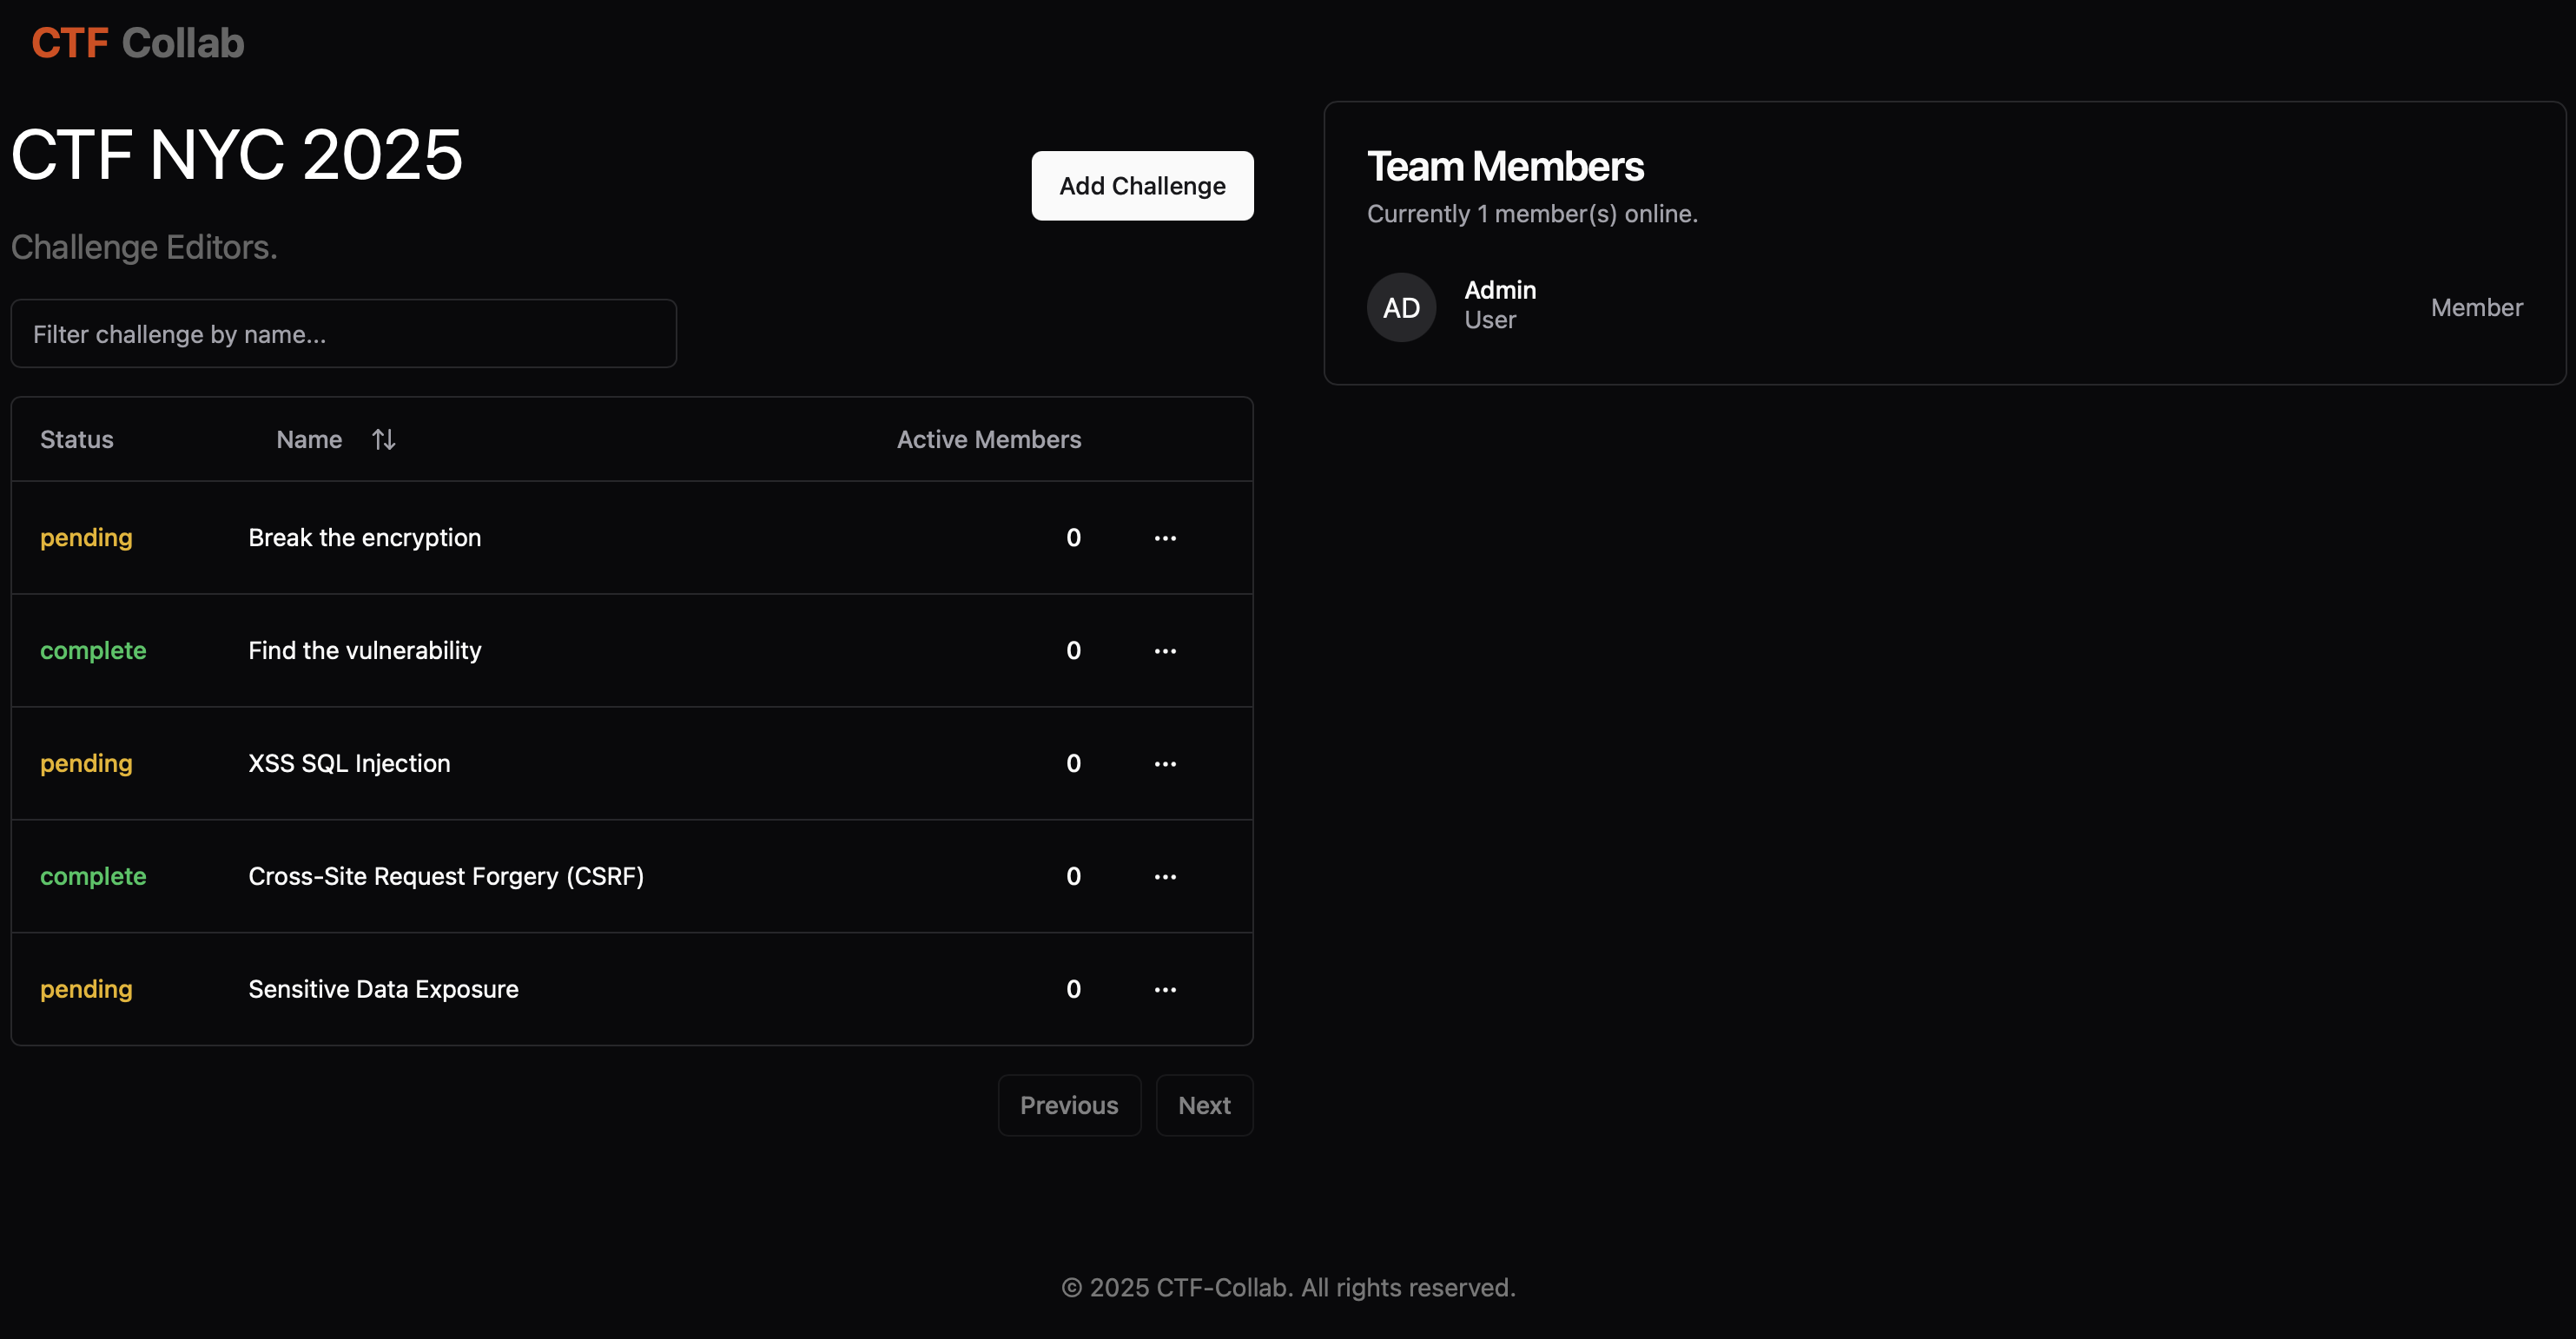 CTF Collab
CTF NYC 2025
Add Challenge
Challenge Editors.
Filter challenge by name...
Status Name Active Members
pending Break the encryption 0 ...
complete Find the vulnerability 0 ...
pending XSS SQL Injection 0 ...
complete Cross-Site Request Forgery (CSRF) 0 ...
pending Sensitive Data Exposure 0 ...
Previous Next
Team Members
Currently 1 member(s) online.
AD Admin
User
Member
© 2025 CTF-Collab. All rights reserved.